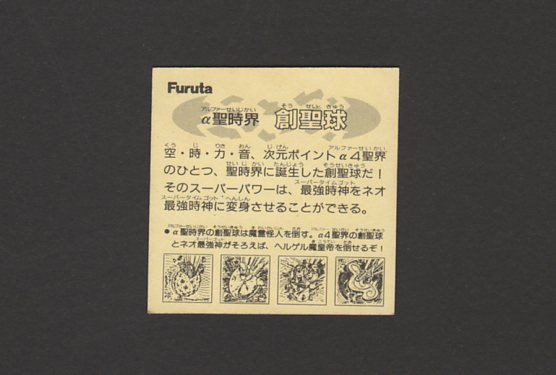 Furuta
α聖時界 創聖球
空・時・力・音、次元ポイントα4聖界
のひとつ、聖時界に誕生した創聖球だ！
そのスーパーパワーは、最強時神をネオ
最強時神に変身させることができる。
●α聖時界の創聖球は魔霊怪人を倒す。α4聖界の創聖球
とネオ最強神がそろえば、ヘルゲル魔皇帝を倒せるぞ！